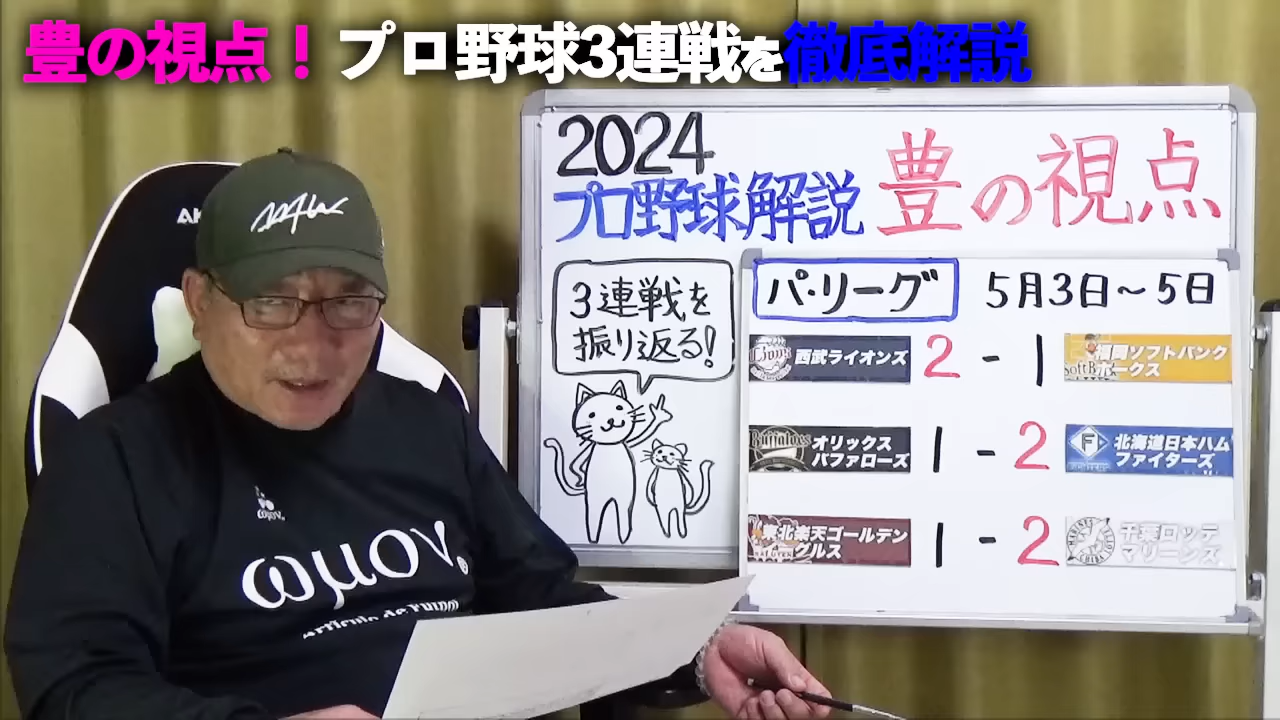 豊の視点！プロ野球3連戦を徹底解説
2024
プロ野球解説 豊の視点
3連戦を
振り返る!
パ・リーグ 5月3日～5日
Lions 西武ライオンズ 2 - 1 福岡ソフトバンク
ホークス
Buffaloes オリックス
バファローズ 1 - 2 北海道日本ハム
ファイターズ
東北楽天ゴールデン
グルス 1 - 2 千葉ロッテ
マリーンズ
AK
ωμον.
ωμον.